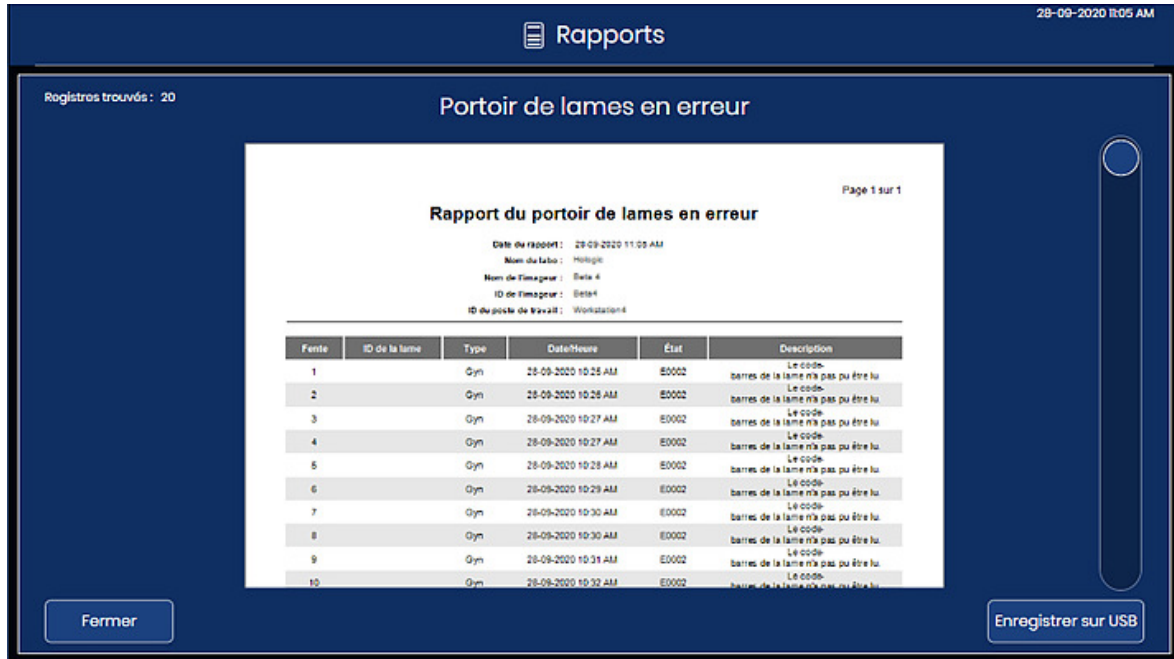 28-09-2020 11:05 AM
Rapports
Rogistros trouvós : 20
Portoir de lames en erreur
Page 1 sur 1
Rapport du portoir de lames en erreur
Date du rapport : 28-09-2020 11:05 AM
Nom du labo : Hologic
Nom de l'imageur : Beta 4
ID de l'imageur : Beta4
ID du poste de travail : Workstation4
Fente ID de la lame Type Date/Heure État Description
1 Gyn 28-09-2020 10:25 AM E0002 Le code-
barres de la lame n'a pas pu être lu.
2 Gyn 28-09-2020 10:26 AM E0002 Le code-
barres de la lame n'a pas pu être lu.
3 Gyn 28-09-2020 10:27 AM E0002 Le code-
barres de la lame n'a pas pu être lu.
4 Gyn 28-09-2020 10:27 AM E0002 Le code-
barres de la lame n'a pas pu être lu.
5 Gyn 28-09-2020 10:28 AM E0002 Le code-
barres de la lame n'a pas pu être lu.
6 Gyn 28-09-2020 10:29 AM E0002 Le code-
barres de la lame n'a pas pu être lu.
7 Gyn 28-09-2020 10:30 AM E0002 Le code-
barres de la lame n'a pas pu être lu.
8 Gyn 28-09-2020 10:30 AM E0002 Le code-
barres de la lame n'a pas pu être lu.
9 Gyn 28-09-2020 10:31 AM E0002 Le code-
barres de la lame n'a pas pu être lu.
10 Gyn 28-09-2020 10:32 AM E0002 Le code-
barres de la lame n'a pas pu être lu.
Fermer
Enregistrer sur USB